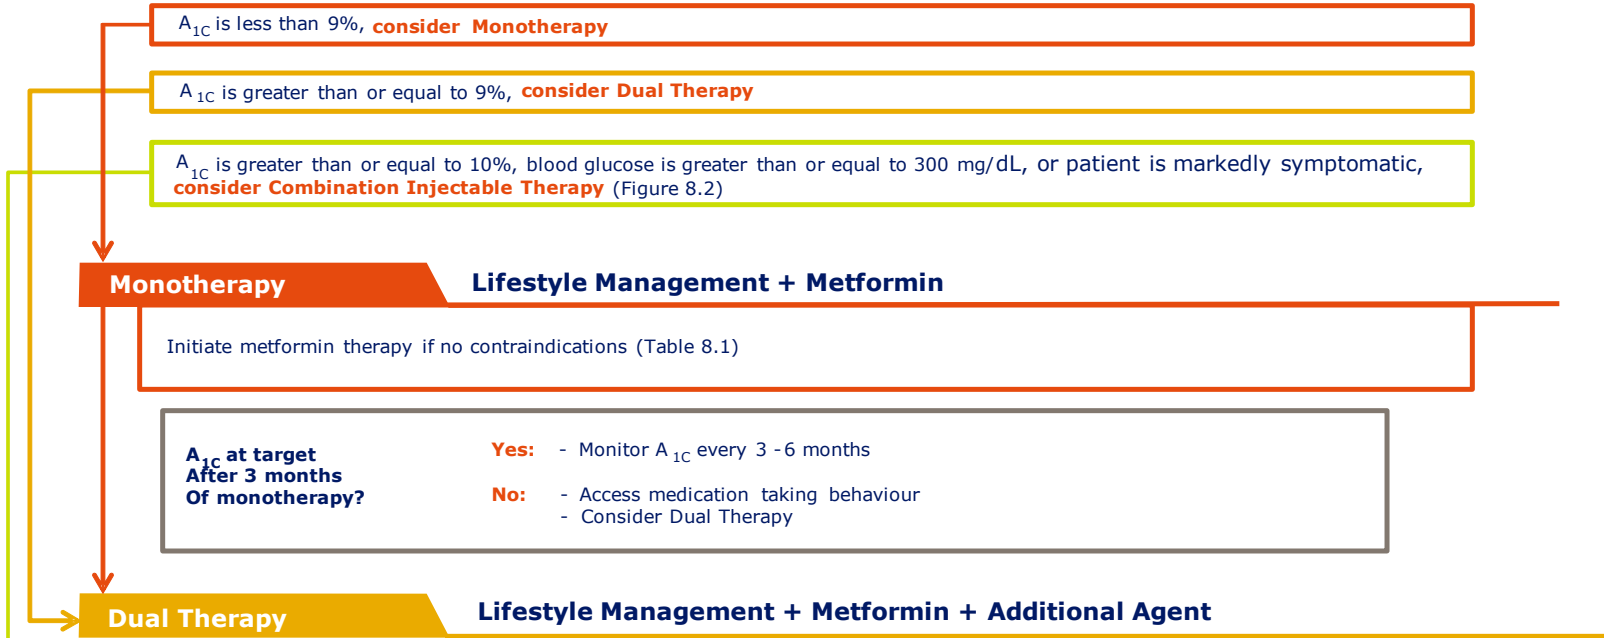 A1C is less than 9%, consider Monotherapy
A1C is greater than or equal to 9%, consider Dual Therapy
A1C is greater than or equal to 10%, blood glucose is greater than or equal to 300 mg/dL, or patient is markedly symptomatic,
consider Combination Injectable Therapy (Figure 8.2)
Monotherapy
Lifestyle Management + Metformin
Initiate metformin therapy if no contraindications (Table 8.1)
A1C at target
After 3 months
Of monotherapy?
Yes: - Monitor A1C every 3 -6 months
No: - Access medication taking behaviour
- Consider Dual Therapy
Dual Therapy
Lifestyle Management + Metformin + Additional Agent